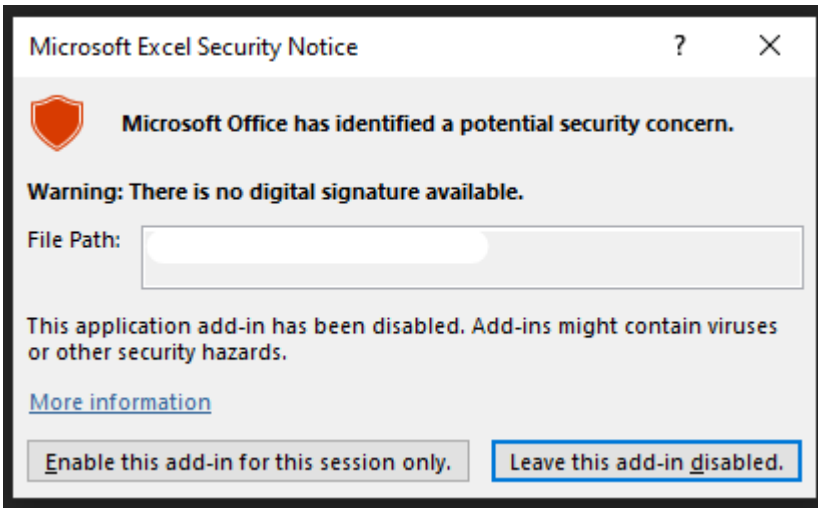 Microsoft Excel Security Notice
?
Microsoft Office has identified a potential security concern.
Warning: There is no digital signature available.
File Path:
This application add-in has been disabled. Add-ins might contain viruses
or other security hazards.
More information
Enable this add-in for this session only.
Leave this add-in disabled.